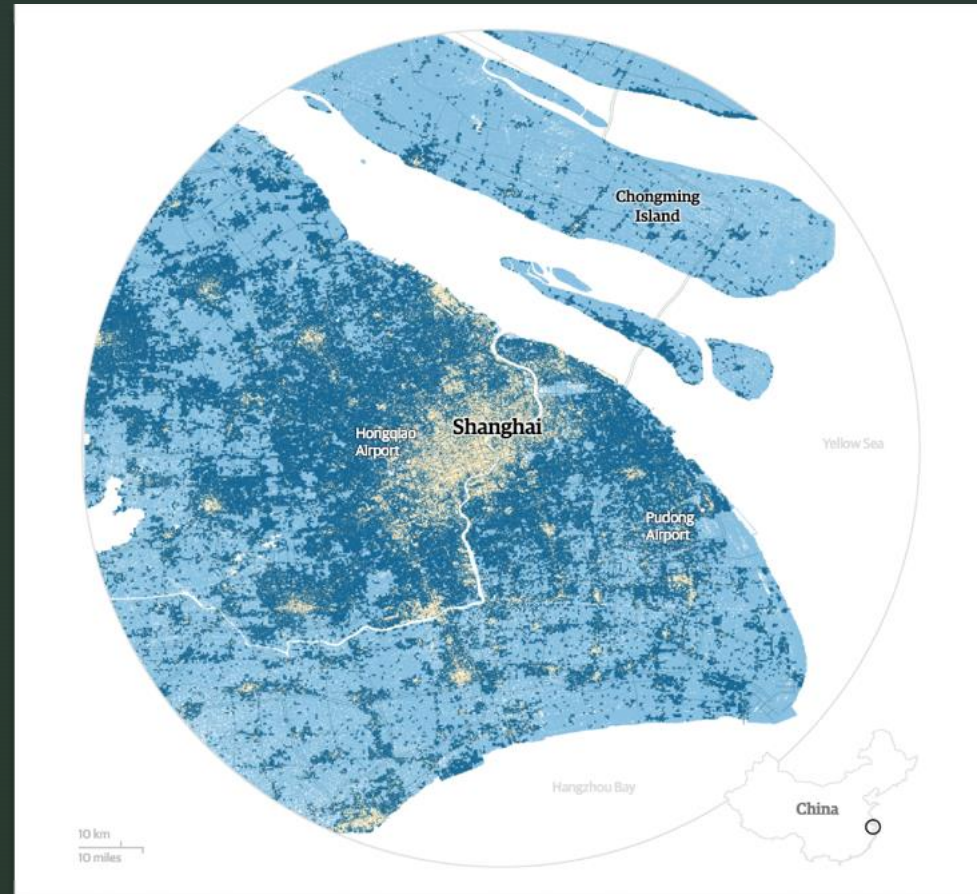 Chongming
Island
Shanghai
Hongqiao
Airport
Yellow Sea
Pudong
Airport
Hangzhou Bay
China
10 km
10 miles